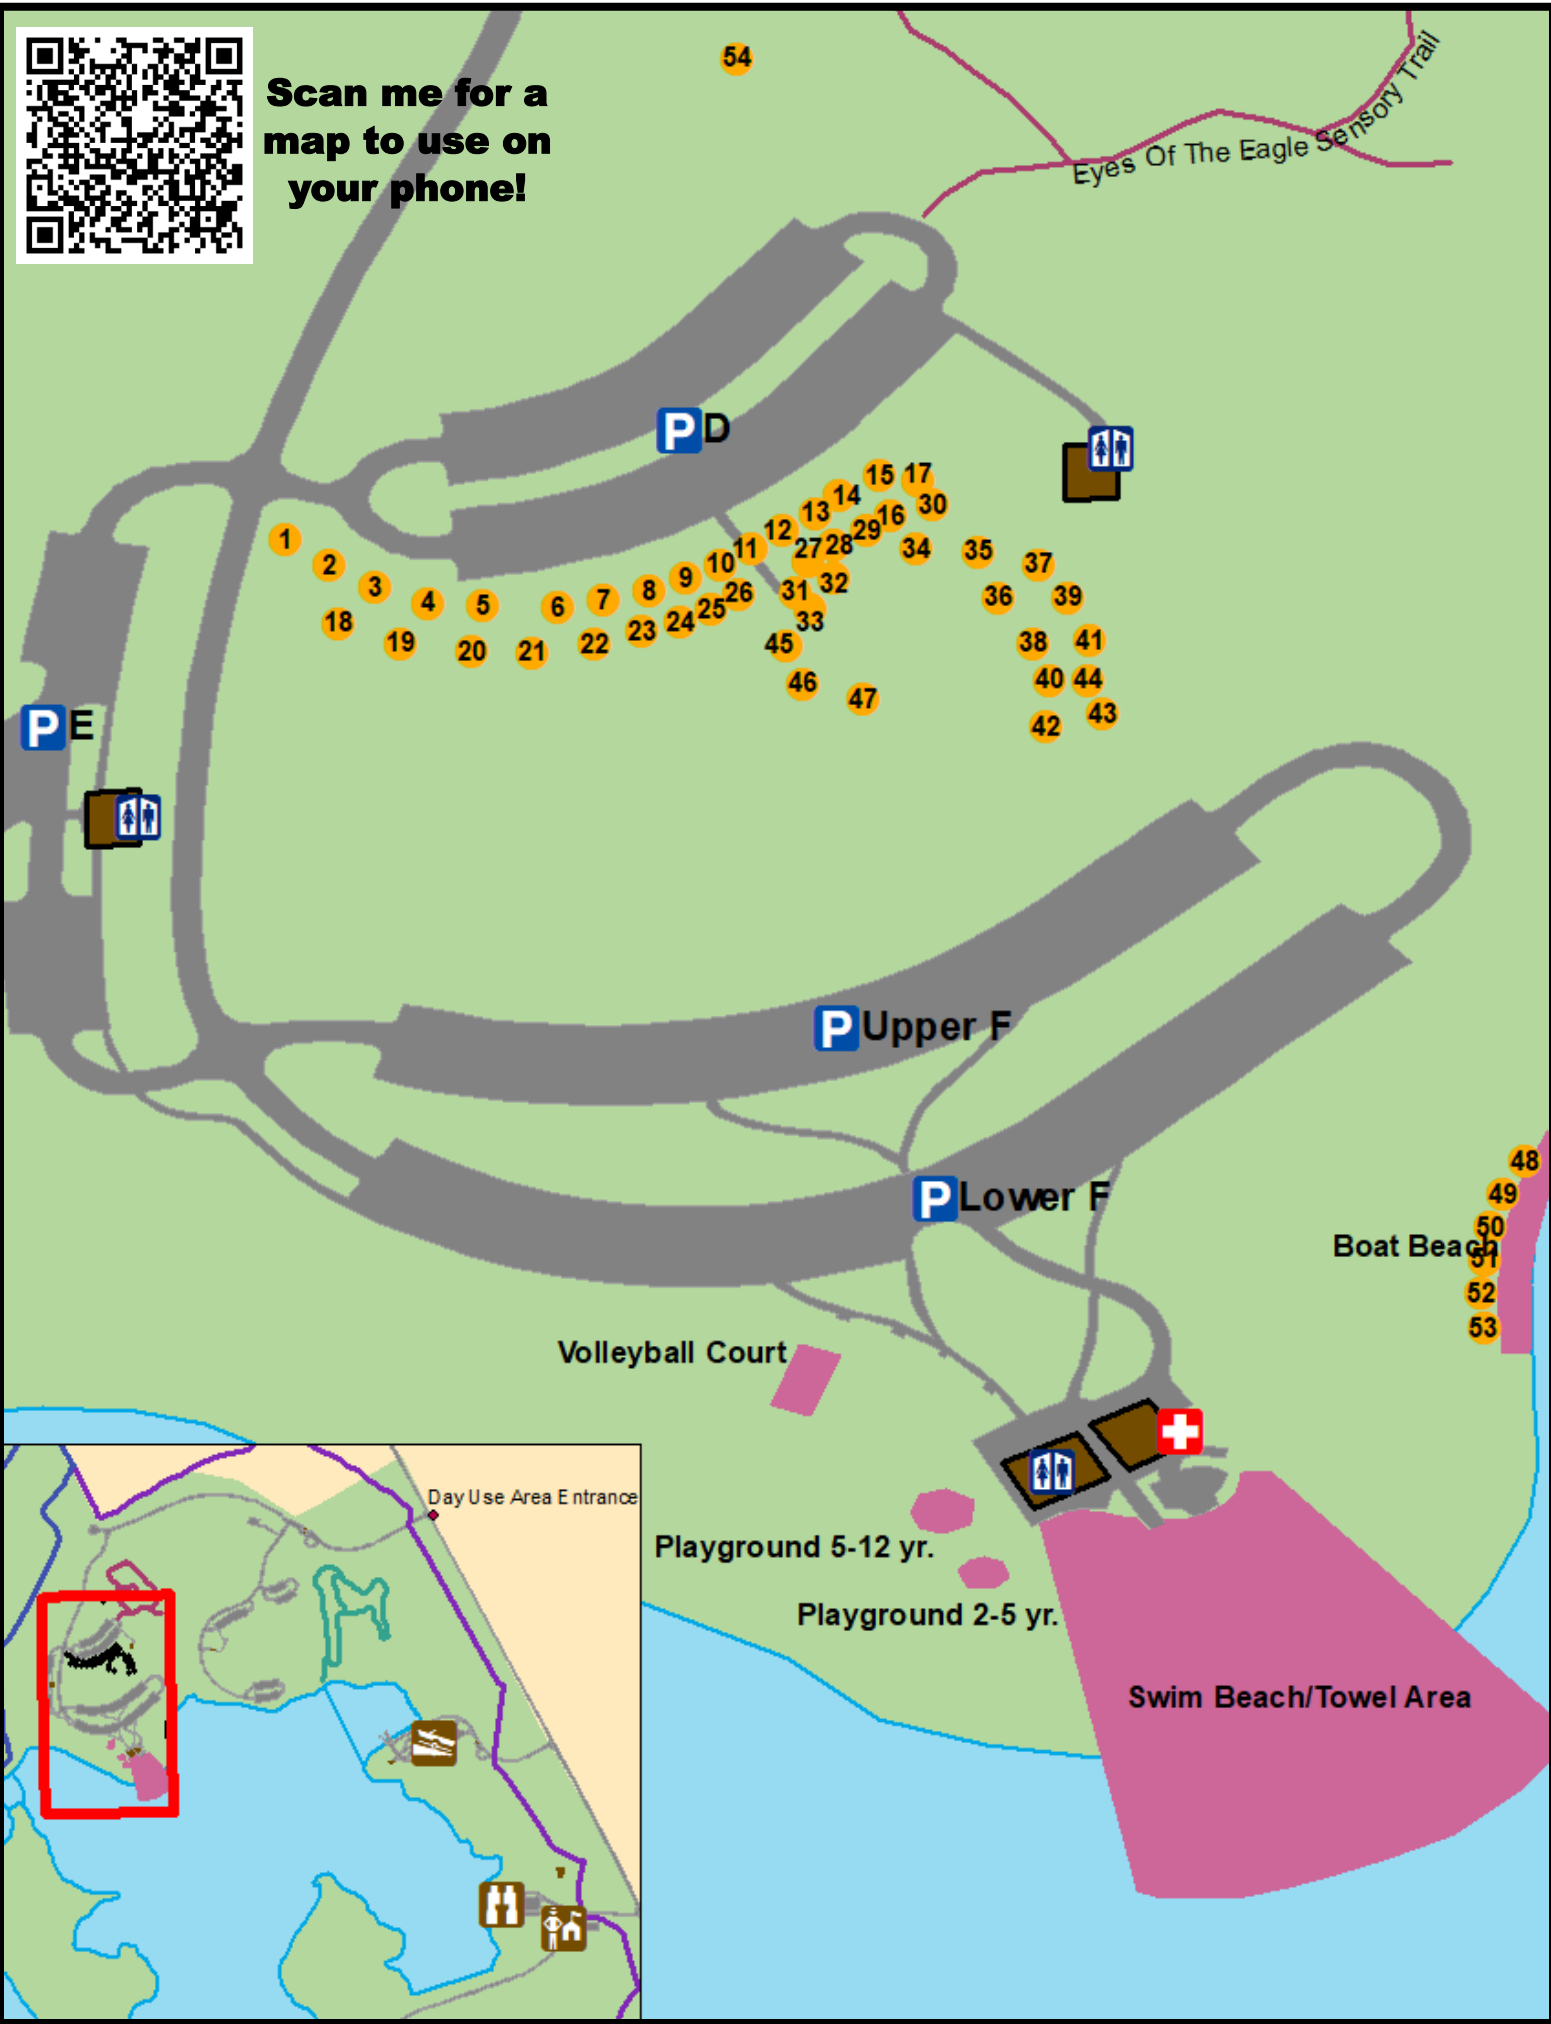 54
Scan me for a
map to use on
your phone!
Eyes Of The Eagle Sensory Trail
P D
15 17
14 30
13 16
12 29
1 11 27 28 34 35
2 10 37
3 9 31 32
4 5 6 7 8 26 36 39
18 25 33
19 20 21 22 23 24 45 38 41
46 40 44
47 43
42
P E
P Upper F
P Lower F
48
49
50
Boat Beach
51
52
53
Volleyball Court
Day Use Area Entrance
Playground 5-12 yr.
Playground 2-5 yr.
Swim Beach/Towel Area